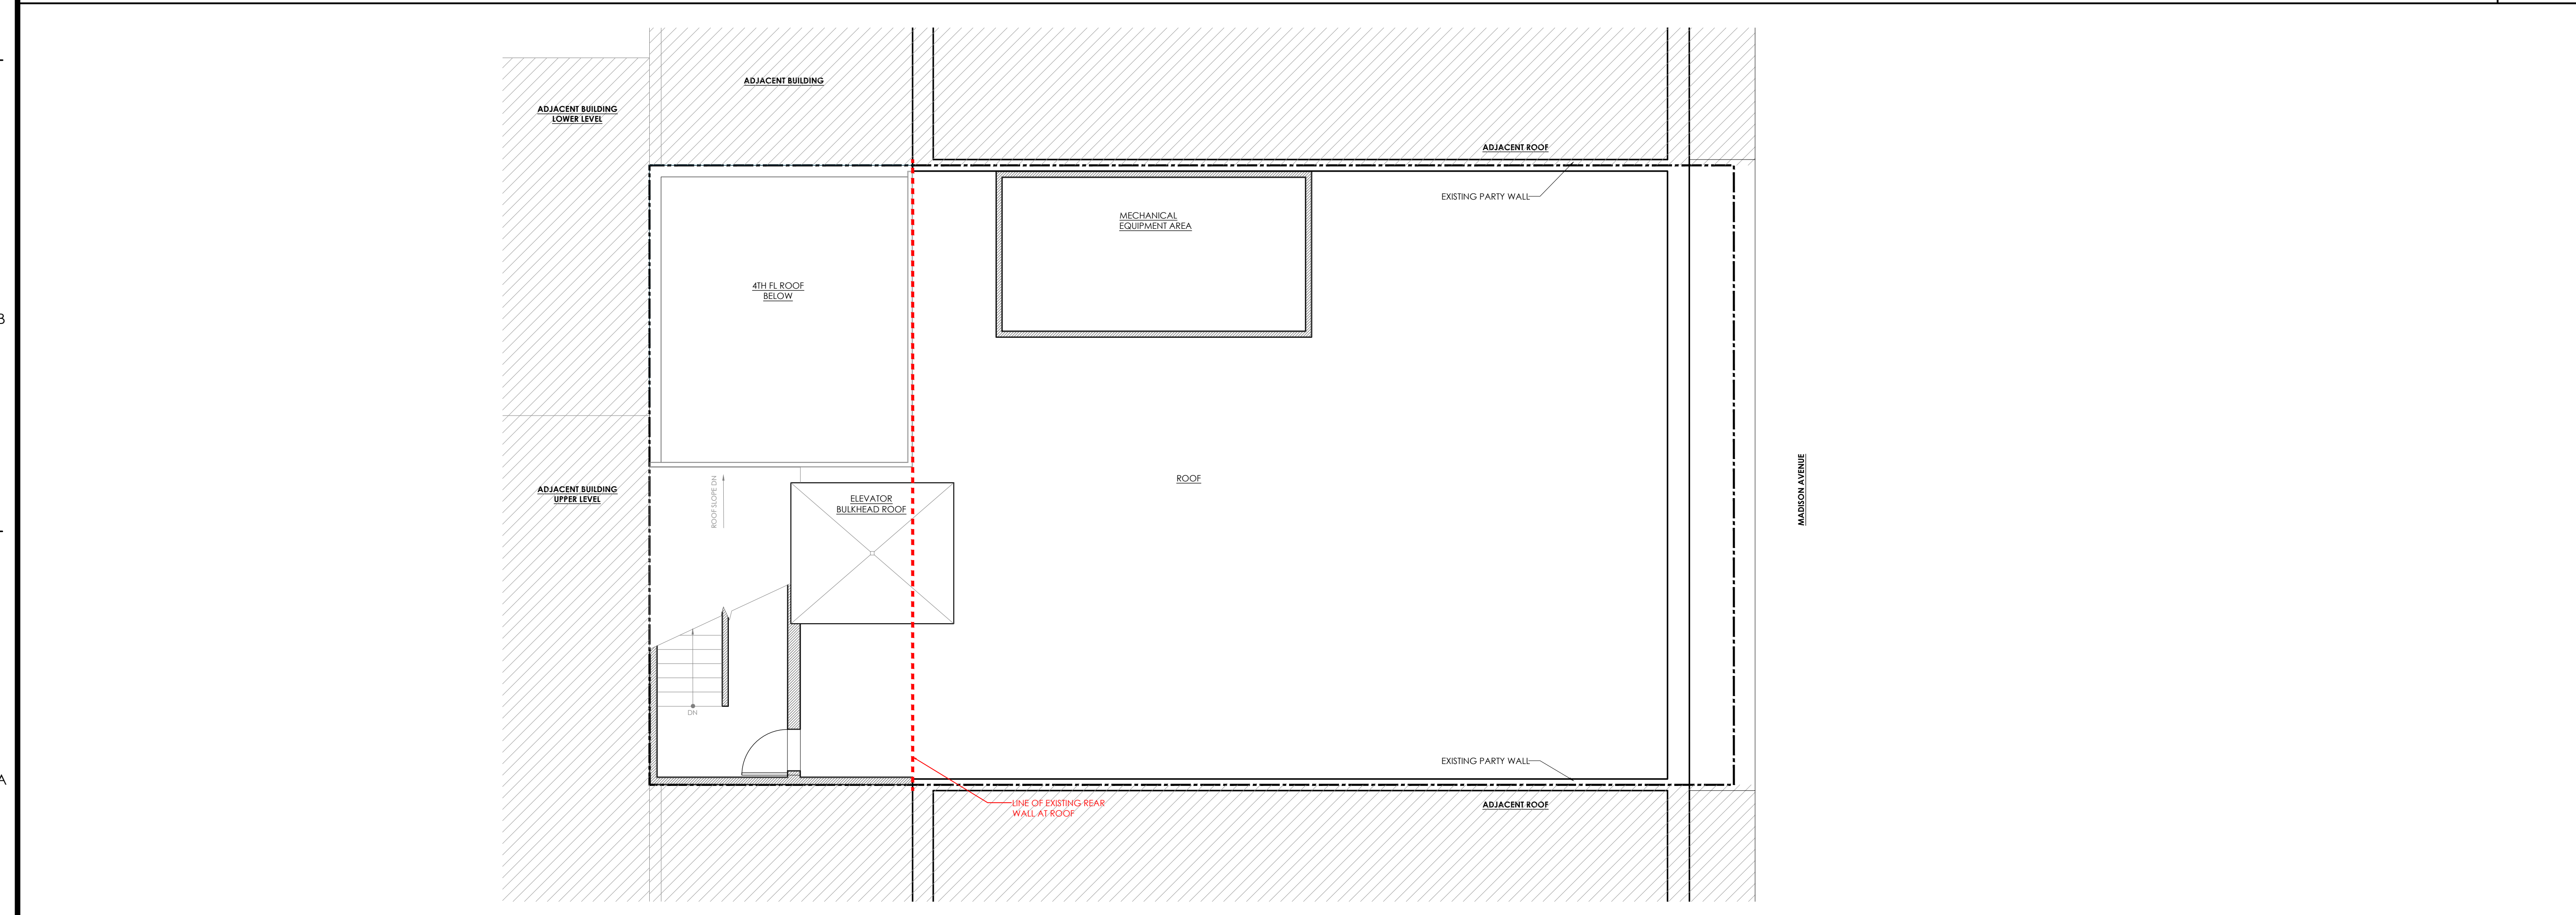 ADJACENT BUILDING
ADJACENT BUILDING
LOWER LEVEL
ADJACENT ROOF
EXISTING PARTY WALL
MECHANICAL
EQUIPMENT AREA
4TH FL ROOF
BELOW
B
ROOF
MADISON AVENUE
ADJACENT BUILDING
UPPER LEVEL
ROOF SLOPE DN
ELEVATOR
BULKHEAD ROOF
DN
EXISTING PARTY WALL
A
LINE OF EXISTING REAR
WALL AT ROOF
ADJACENT ROOF